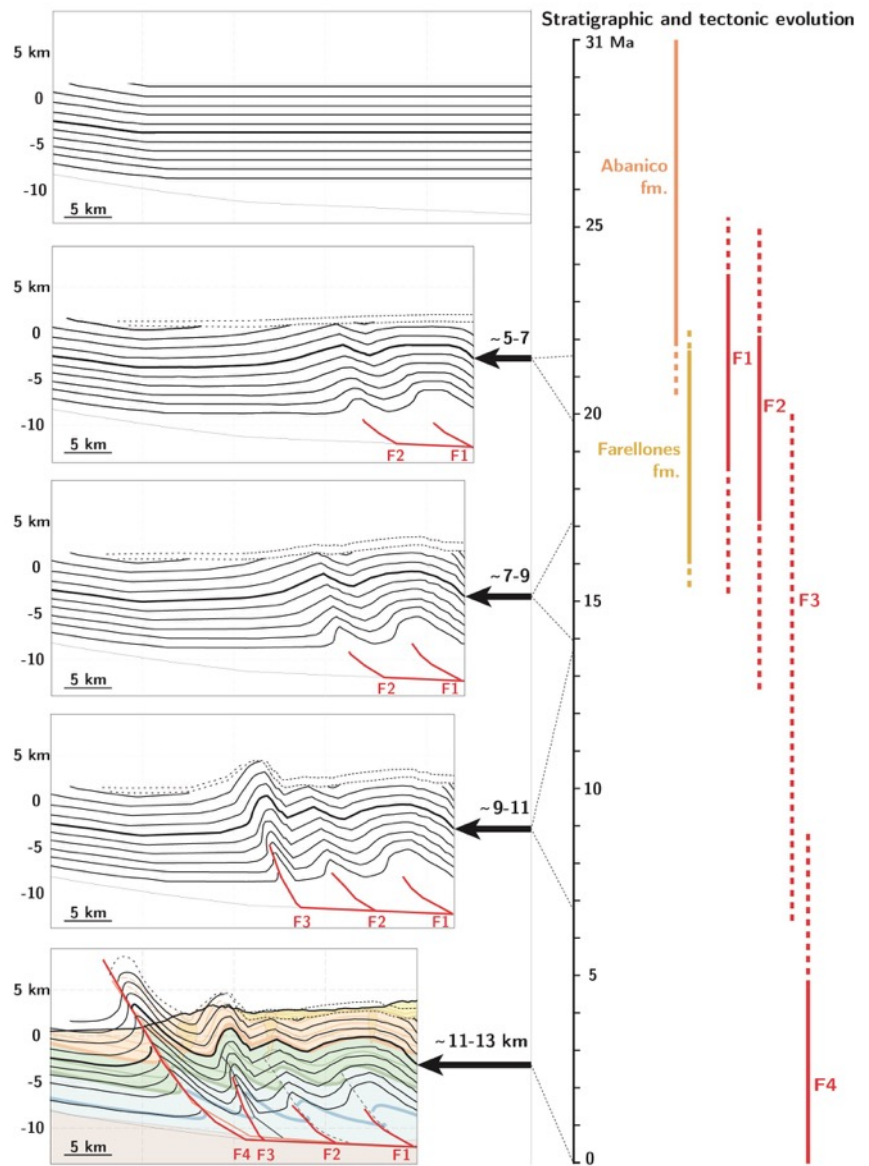 Stratigraphic and tectonic evolution
31 Ma
5 km
0
-5
-10
5 km
Abanico
fm.
25
5 km
0
-5
-10
5 km
~5-7
F2
F1
F1
F2
20
Farellones
fm.
5 km
0
-5
-10
5 km
~7-9
F2
F1
15
F3
5 km
0
-5
-10
5 km
~9-11
F3
F2
F1
10
5 km
0
-5
-10
5 km
~11-13 km
F4
F3
F2
F1
5
F4
0